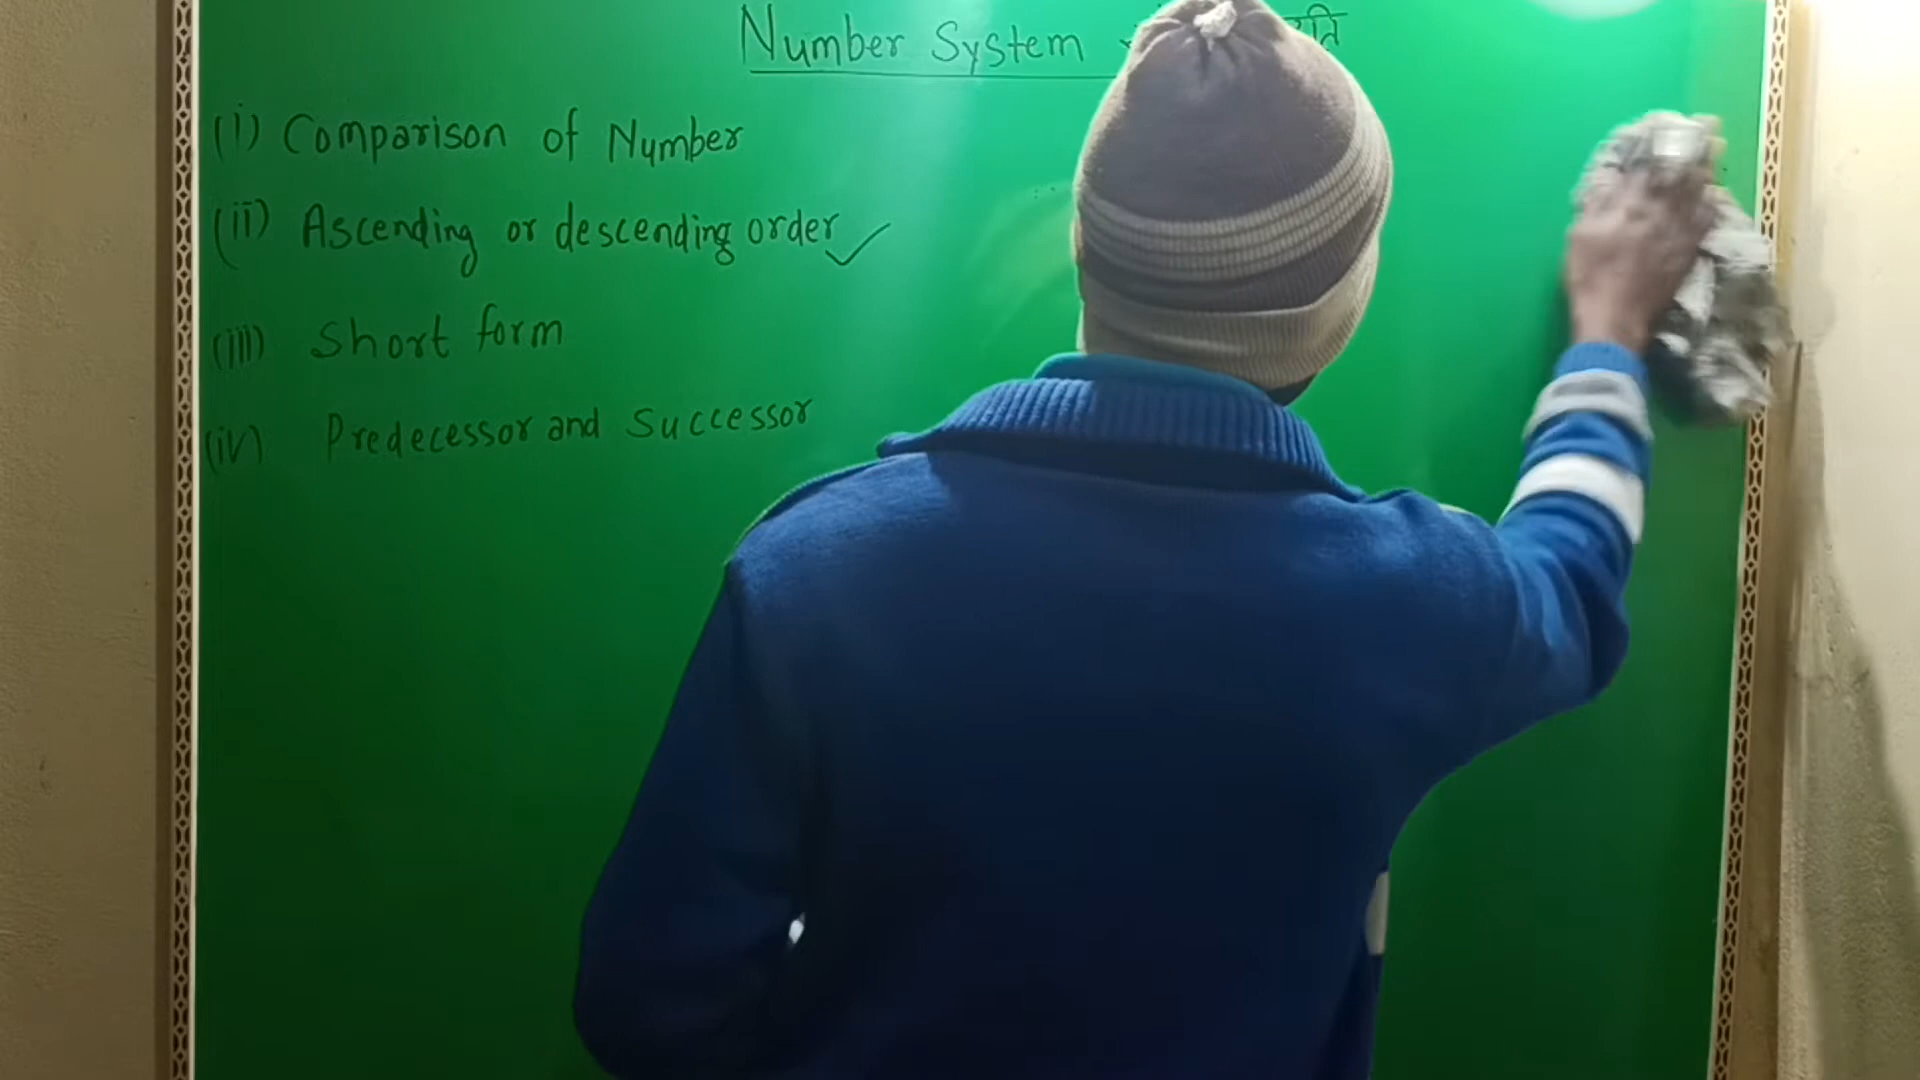 Number System
(i) Comparison of Number
(ii) Ascending or descending order ✓
(iii) Short form
(iv) Predecessor and Successor